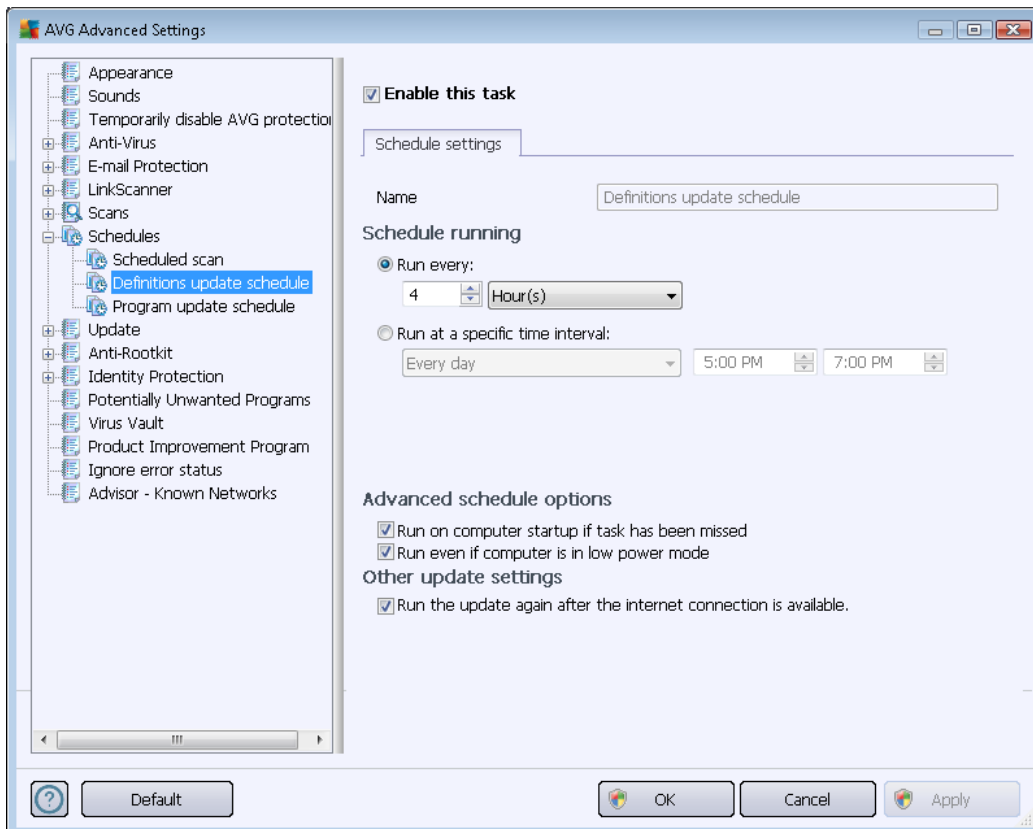 AVG Advanced Settings
Appearance
Sounds
Temporarily disable AVG protection
Anti-Virus
E-mail Protection
LinkScanner
Scans
Schedules
Scheduled scan
Definitions update schedule
Program update schedule
Update
Anti-Rootkit
Identity Protection
Potentially Unwanted Programs
Virus Vault
Product Improvement Program
Ignore error status
Advisor - Known Networks
Enable this task
Schedule settings
Name Definitions update schedule
Schedule running
Run every:
4 Hour(s)
Run at a specific time interval:
Every day 5:00 PM 7:00 PM
Advanced schedule options
Run on computer startup if task has been missed
Run even if computer is in low power mode
Other update settings
Run the update again after the internet connection is available.
? Default OK Cancel Apply